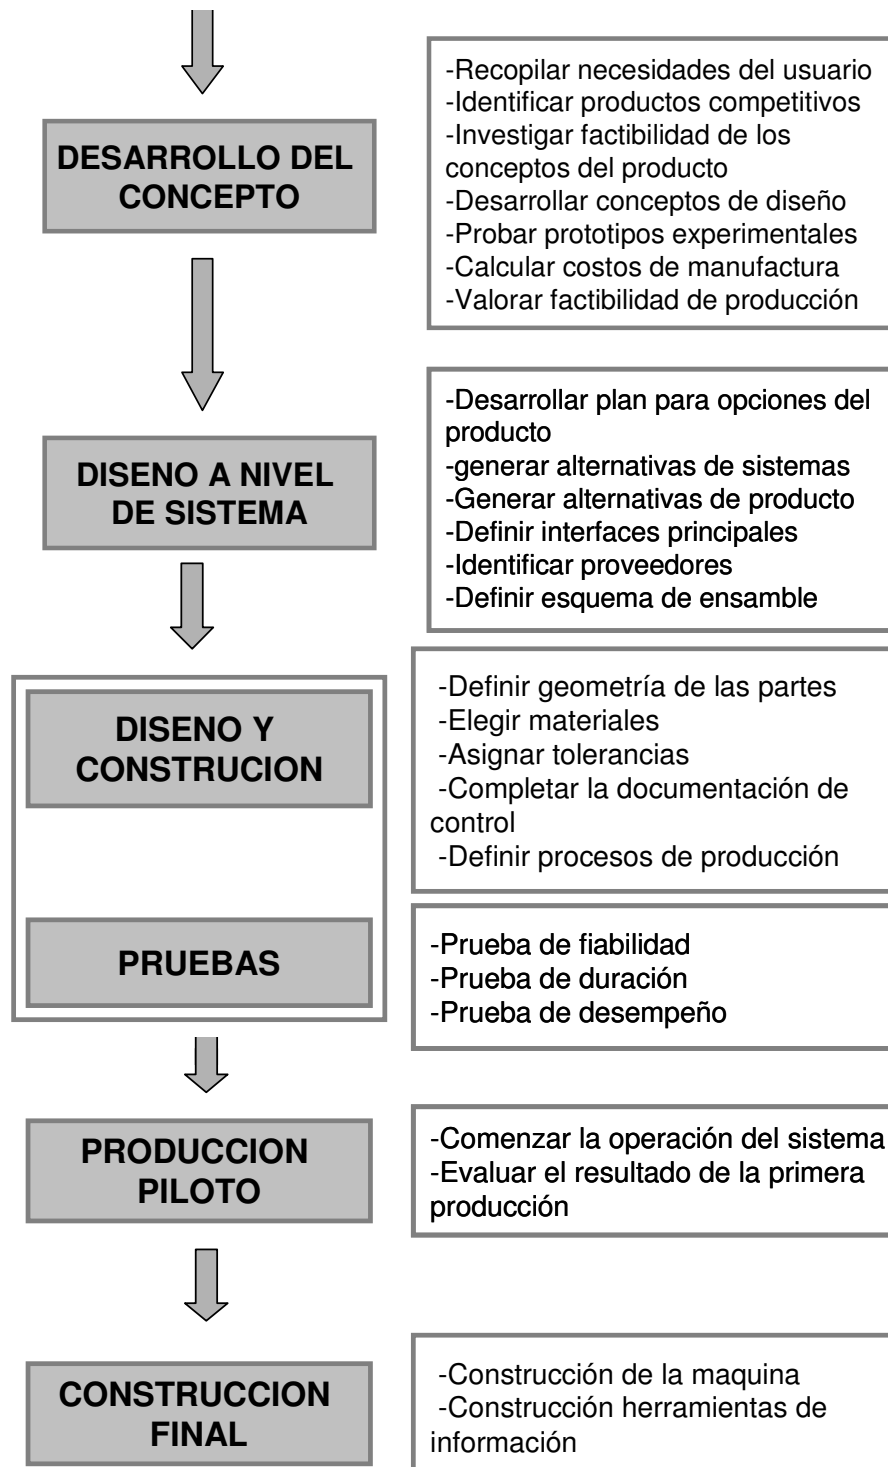 DESARROLLO DEL
CONCEPTO
-Recopilar necesidades del usuario
-Identificar productos competitivos
-Investigar factibilidad de los
conceptos del producto
-Desarrollar conceptos de diseño
-Probar prototipos experimentales
-Calcular costos de manufactura
-Valorar factibilidad de producción
DISENO A NIVEL
DE SISTEMA
-Desarrollar plan para opciones del
producto
-generar alternativas de sistemas
-Generar alternativas de producto
-Definir interfaces principales
-Identificar proveedores
-Definir esquema de ensamble
DISENO Y
CONSTRUCION
-Definir geometría de las partes
-Elegir materiales
-Asignar tolerancias
-Completar la documentación de
control
-Definir procesos de producción
PRUEBAS
-Prueba de fiabilidad
-Prueba de duración
-Prueba de desempeño
PRODUCCION
PILOTO
-Comenzar la operación del sistema
-Evaluar el resultado de la primera
producción
CONSTRUCCION
FINAL
-Construcción de la maquina
-Construcción herramientas de
información